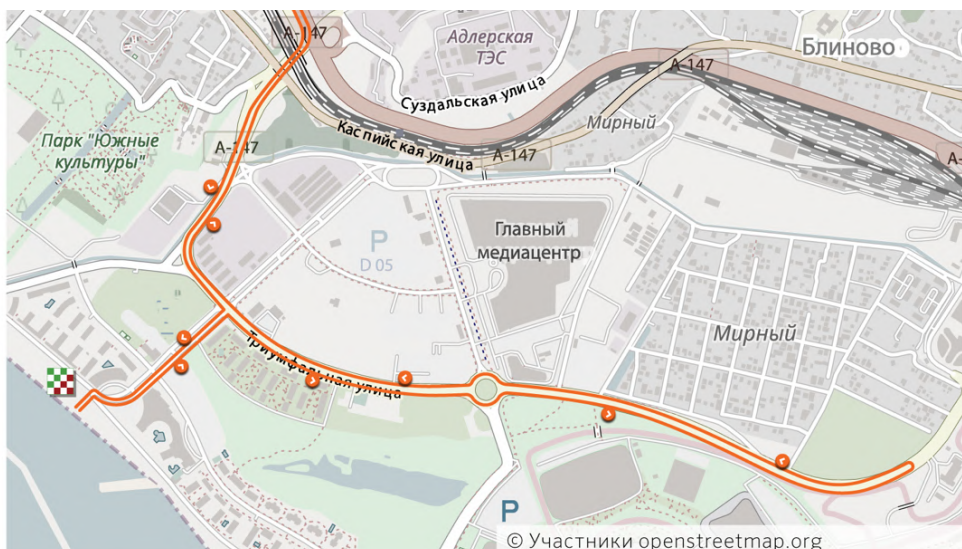 А-147
Адлерская
ТЭС
Блиново
А-147
Суздальская улица
Мирный
Парк "Южные
культуры"
Каспийская улица
А-147
А-147
А-
Главный
медиацентр
P
D 05
Мирный
Триумфальная улица
P
© Участники openstreetmap.org